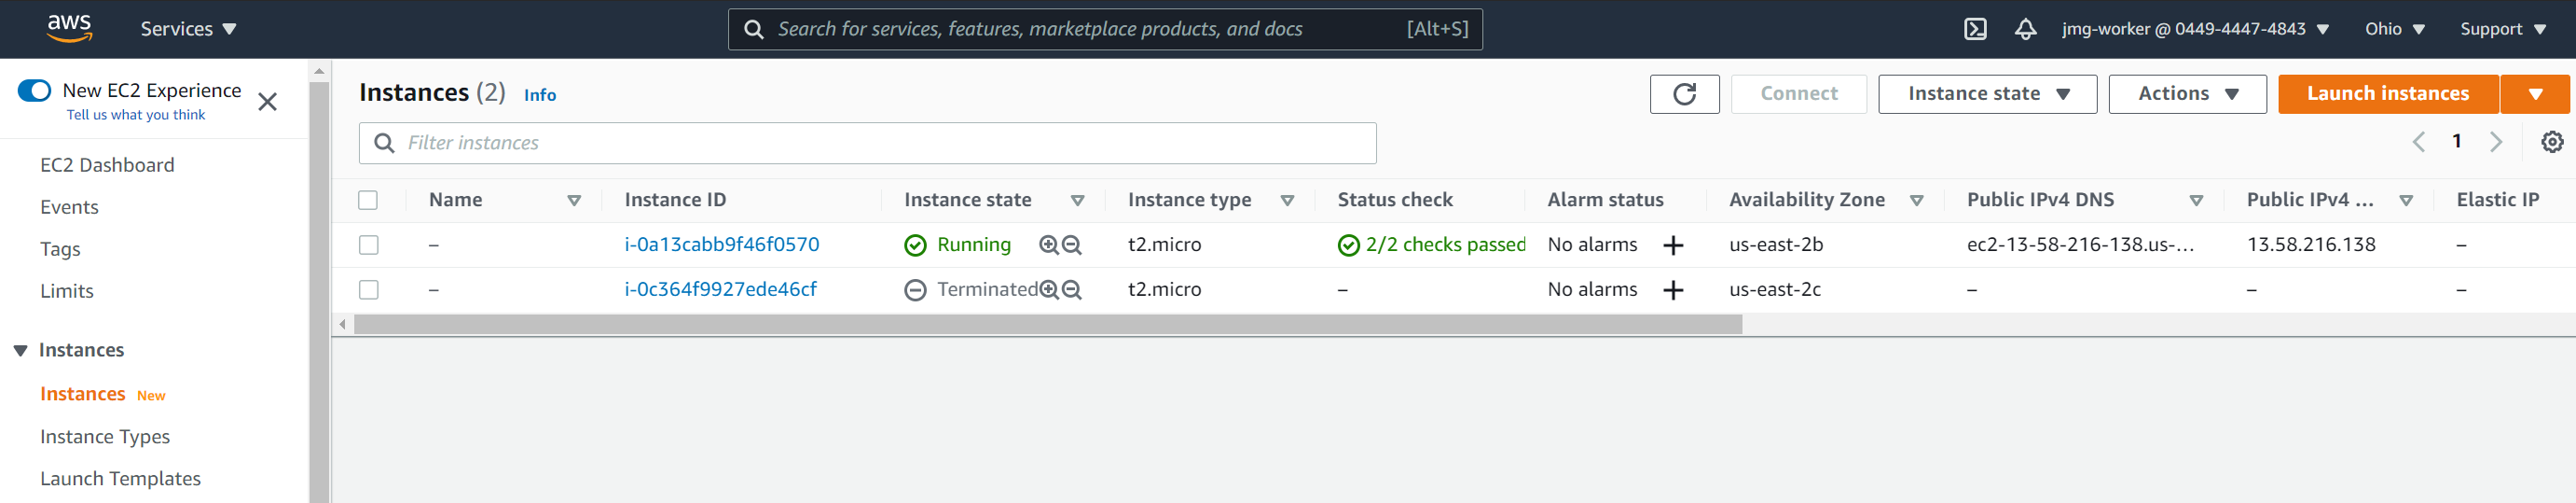 aws Services Search for services, features, marketplace products, and docs [Alt+S] jmg-worker @ 0449-4447-4843 Ohio Support
New EC2 Experience
Tell us what you think
EC2 Dashboard
Events
Tags
Limits
Instances
Instances New
Instance Types
Launch Templates
Instances (2) Info Connect Instance state Actions Launch instances
Filter instances 1
Name Instance ID Instance state Instance type Status check Alarm status Availability Zone Public IPv4 DNS Public IPv4 ... Elastic IP
– i-0a13cabb9f46f0570 Running t2.micro 2/2 checks passed No alarms + us-east-2b ec2-13-58-216-138.us-... 13.58.216.138 –
– i-0c364f9927ede46cf Terminated t2.micro – No alarms + us-east-2c – – –